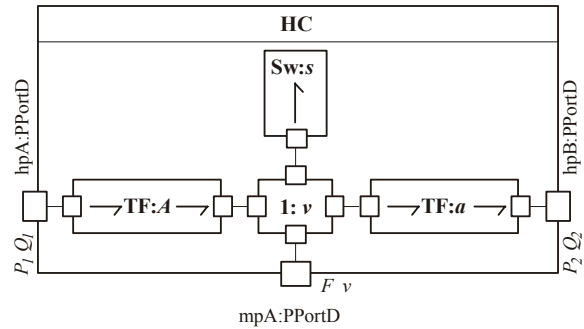 HC
Sw:s
hpA:PPortD
hpB:PPortD
TF:A
1: v
TF:a
P1 Q1
P2 Q2
F v
mpA:PPortD